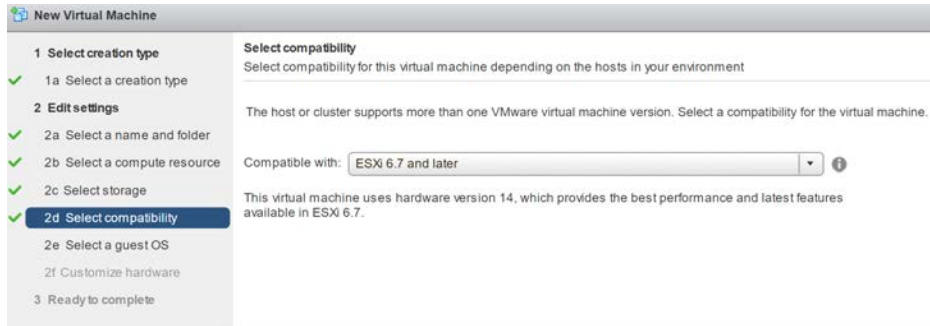 New Virtual Machine
1 Select creation type
1a Select a creation type
2 Edit settings
2a Select a name and folder
2b Select a compute resource
2c Select storage
2d Select compatibility
2e Select a guest OS
2f Customize hardware
3 Ready to complete
Select compatibility
Select compatibility for this virtual machine depending on the hosts in your environment
The host or cluster supports more than one VMware virtual machine version. Select a compatibility for the virtual machine.
Compatible with: ESXi 6.7 and later
This virtual machine uses hardware version 14, which provides the best performance and latest features
available in ESXi 6.7.